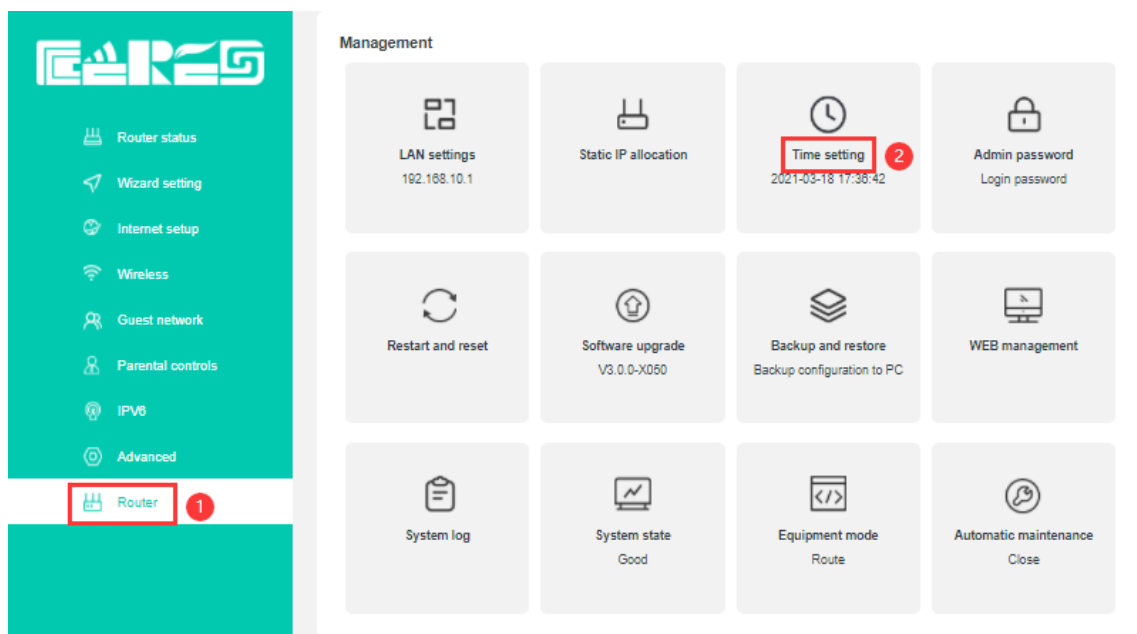 Management
Router status
Wizard setting
Internet setup
Wireless
Guest network
Parental controls
IPV6
Advanced
Router
1
LAN settings
192.168.10.1
Static IP allocation
Time setting
2
2021-03-18 17:36:42
Admin password
Login password
Restart and reset
Software upgrade
V3.0.0-X050
Backup and restore
Backup configuration to PC
WEB management
System log
System state
Good
Equipment mode
Route
Automatic maintenance
Close